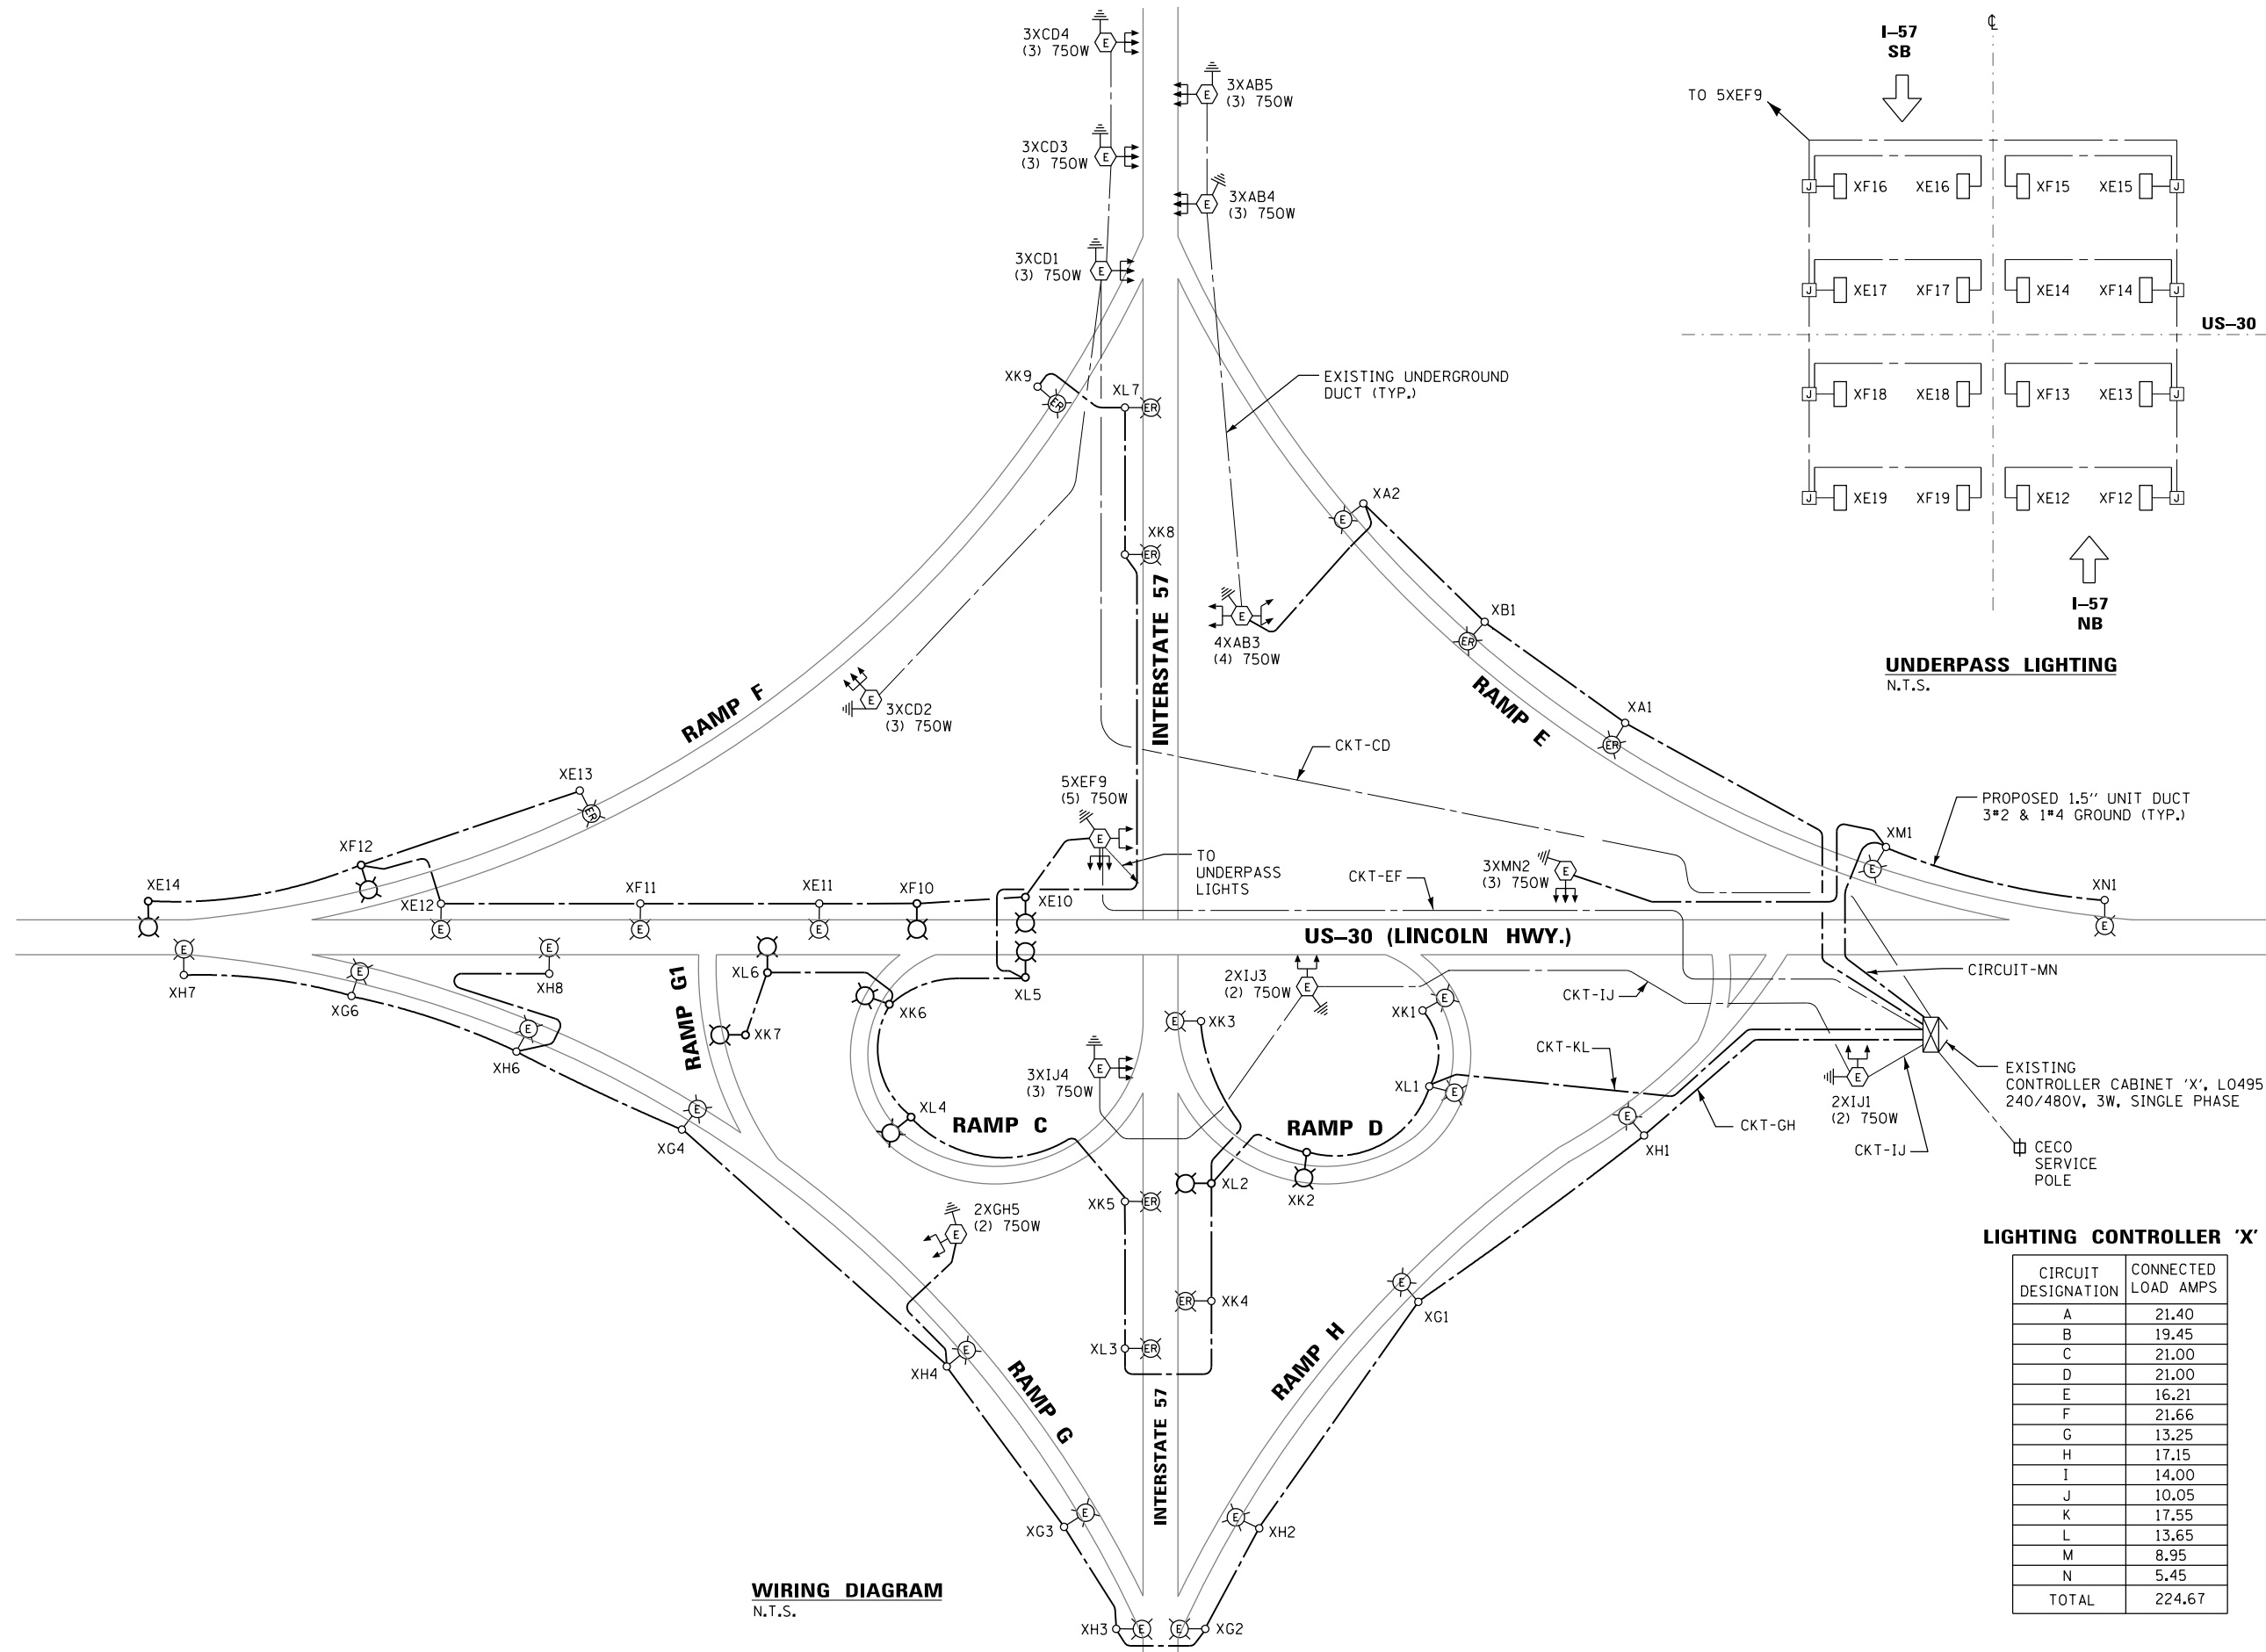 3XCD4
(3) 750W
3XAB5
(3) 750W
3XCD3
(3) 750W
3XAB4
(3) 750W
3XCD1
(3) 750W
E
E
E
E
E
I-57
SB
℄
TO 5XEF9
J XF16 XE16 XF15 XE15 J
J XE17 XF17 XE14 XF14 J
US-30
J XF18 XE18 XF13 XE13 J
J XE19 XF19 XE12 XF12 J
I-57
NB
UNDERPASS LIGHTING
N.T.S.
EXISTING UNDERGROUND
DUCT (TYP.)
XK9
ER
XL7
ER
XK8
ER
XA2
E
XB1
ER
XA1
ER
4XAB3
(4) 750W
E
INTERSTATE 57
RAMP E
RAMP F
3XCD2
(3) 750W
E
CKT-CD
XE13
ER
5XEF9
(5) 750W
E
TO
UNDERPASS
LIGHTS
CKT-EF
3XMN2
(3) 750W
E
XM1
E
PROPOSED 1.5'' UNIT DUCT
3#2 & 1#4 GROUND (TYP.)
XN1
E
XF12
XE14
XE12
E
XF11
E
XE11
E
XF10
XE10
US-30 (LINCOLN HWY.)
XH7
E
XG6
E
XH8
E
XH6
E
XL6
XK6
XK7
XL5
RAMP G1
2XIJ3
(2) 750W
E
CKT-IJ
CIRCUIT-MN
XK1
E
XK3
E
XL1
E
CKT-KL
3XIJ4
(3) 750W
E
2XIJ1
(2) 750W
E
EXISTING
CONTROLLER CABINET 'X', L0495
240/480V, 3W, SINGLE PHASE
CKT-GH
CKT-IJ
CECO
SERVICE
POLE
XG4
E
XL4
RAMP C
RAMP D
XH1
E
XK2
XL2
XK5
ER
2XGH5
(2) 750W
E
XK4
ER
XL3
ER
XG1
E
XH4
E
RAMP G
RAMP H
INTERSTATE 57
XG3
E
XH2
E
XH3
E
XG2
E
WIRING DIAGRAM
N.T.S.
LIGHTING CONTROLLER 'X'
CIRCUIT DESIGNATION CONNECTED LOAD AMPS
A 21.40
B 19.45
C 21.00
D 21.00
E 16.21
F 21.66
G 13.25
H 17.15
I 14.00
J 10.05
K 17.55
L 13.65
M 8.95
N 5.45
TOTAL 224.67